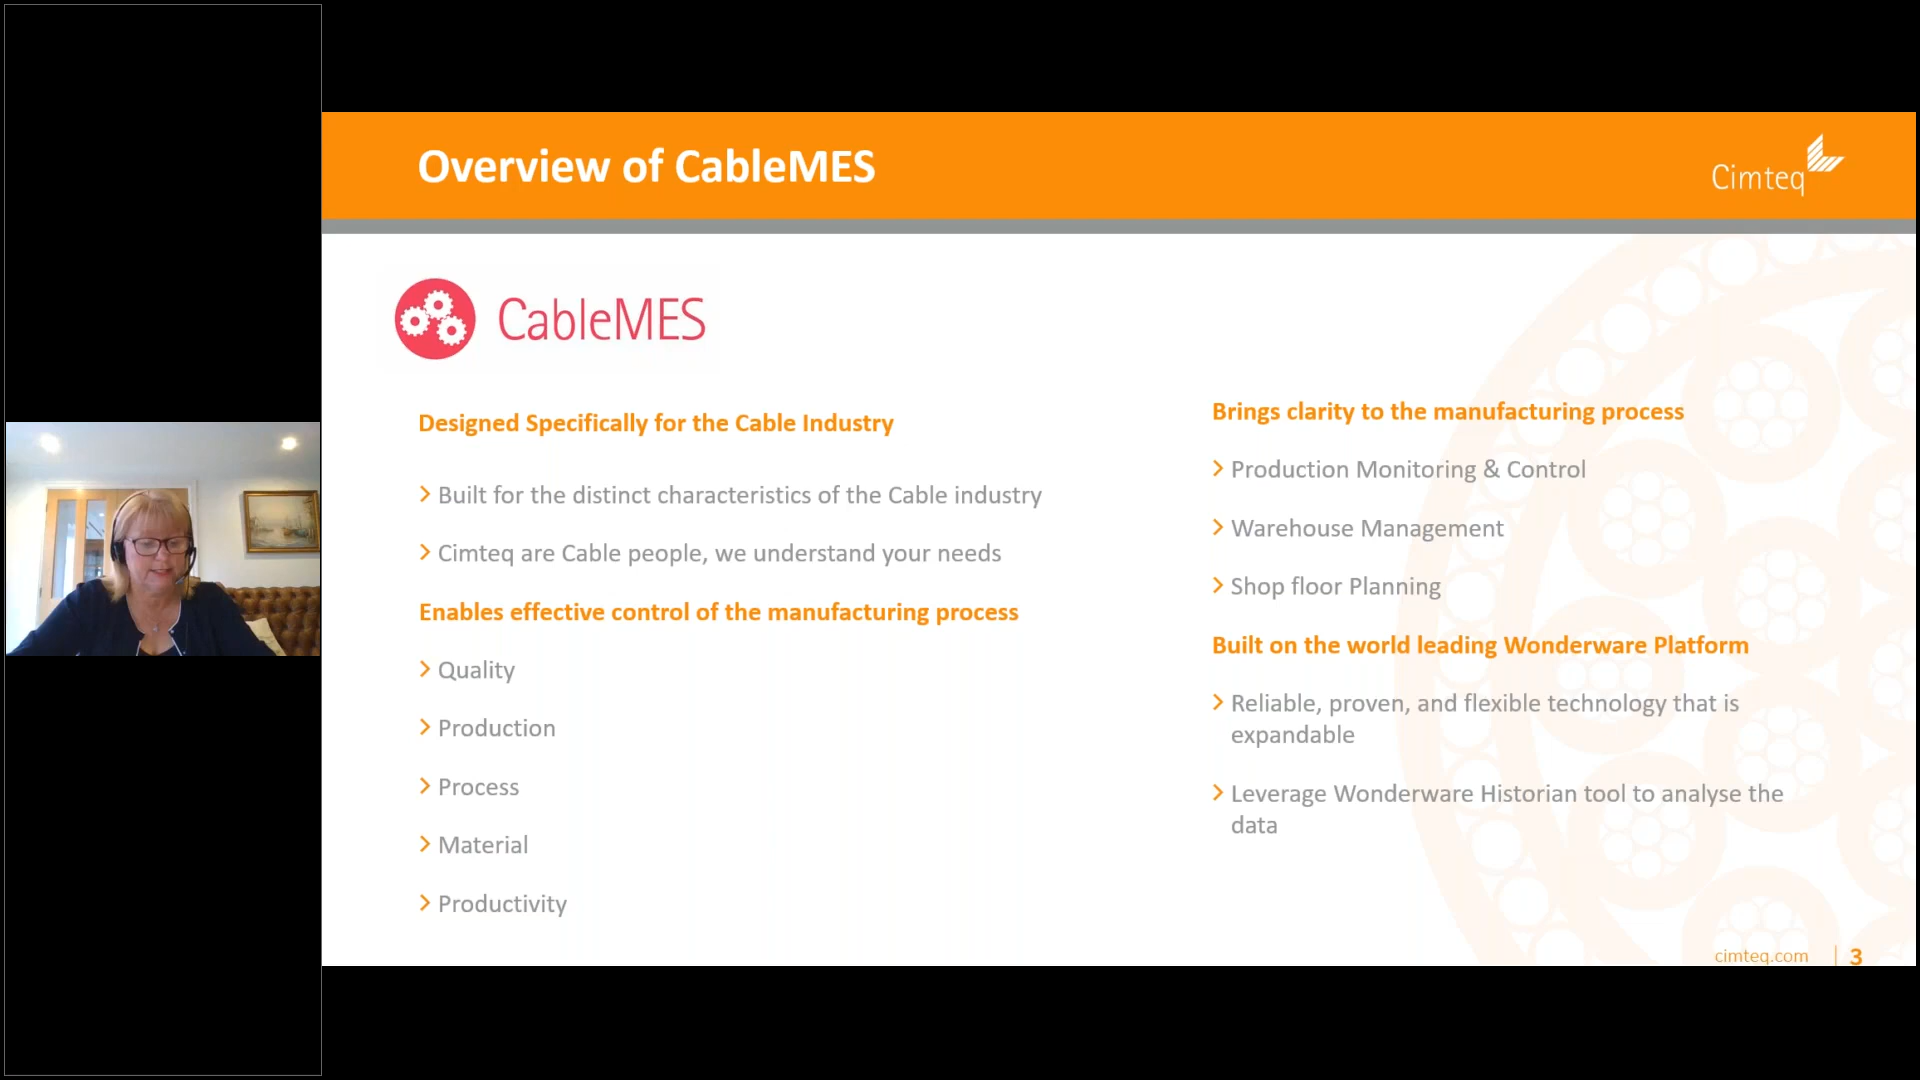 Overview of CableMES
Cimteq
CableMES
Designed Specifically for the Cable Industry
Built for the distinct characteristics of the Cable industry
Cimteq are Cable people, we understand your needs
Enables effective control of the manufacturing process
Quality
Production
Process
Material
Productivity
Brings clarity to the manufacturing process
Production Monitoring & Control
Warehouse Management
Shop floor Planning
Built on the world leading Wonderware Platform
Reliable, proven, and flexible technology that is
expandable
Leverage Wonderware Historian tool to analyse the
data
cimteq.com
3